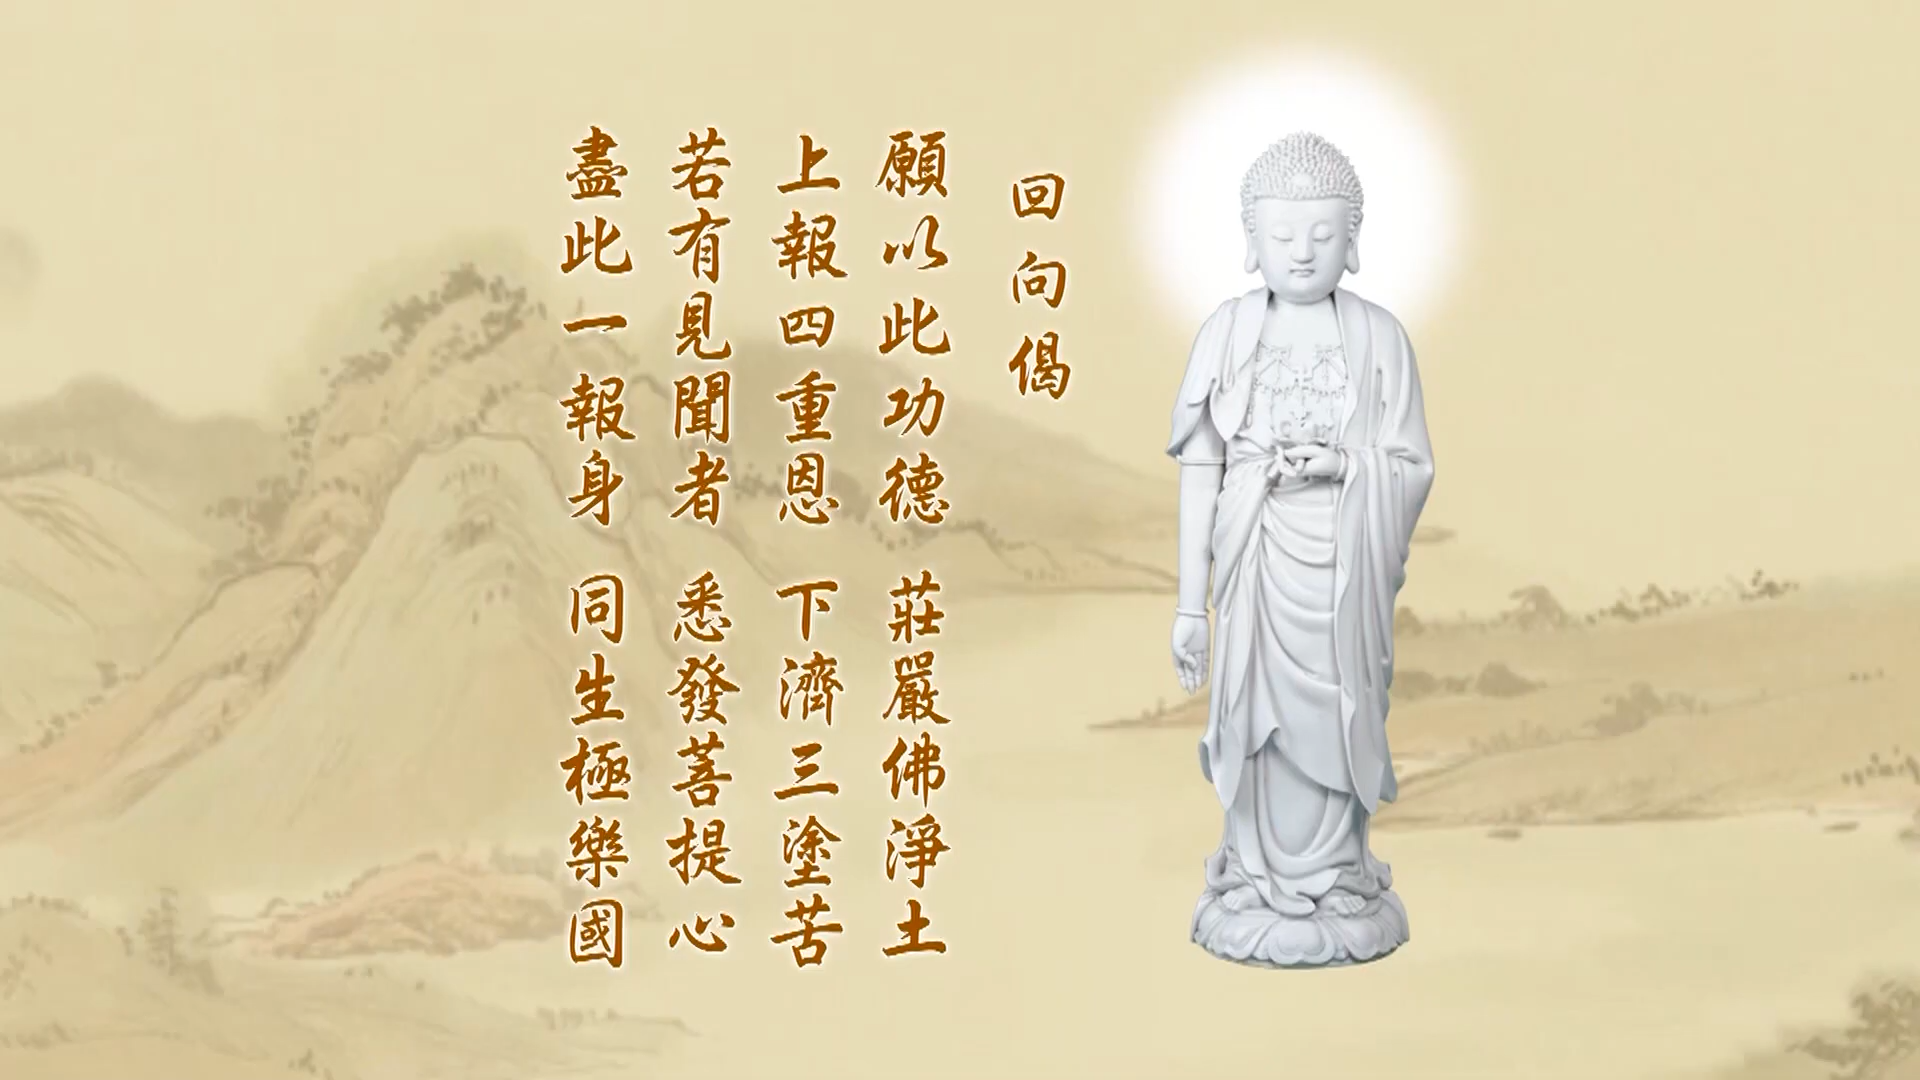 回向偈
願以此功德 莊嚴佛淨土
上報四重恩 下濟三塗苦
若有見聞者 悉發菩提心
盡此一報身 同生極樂國